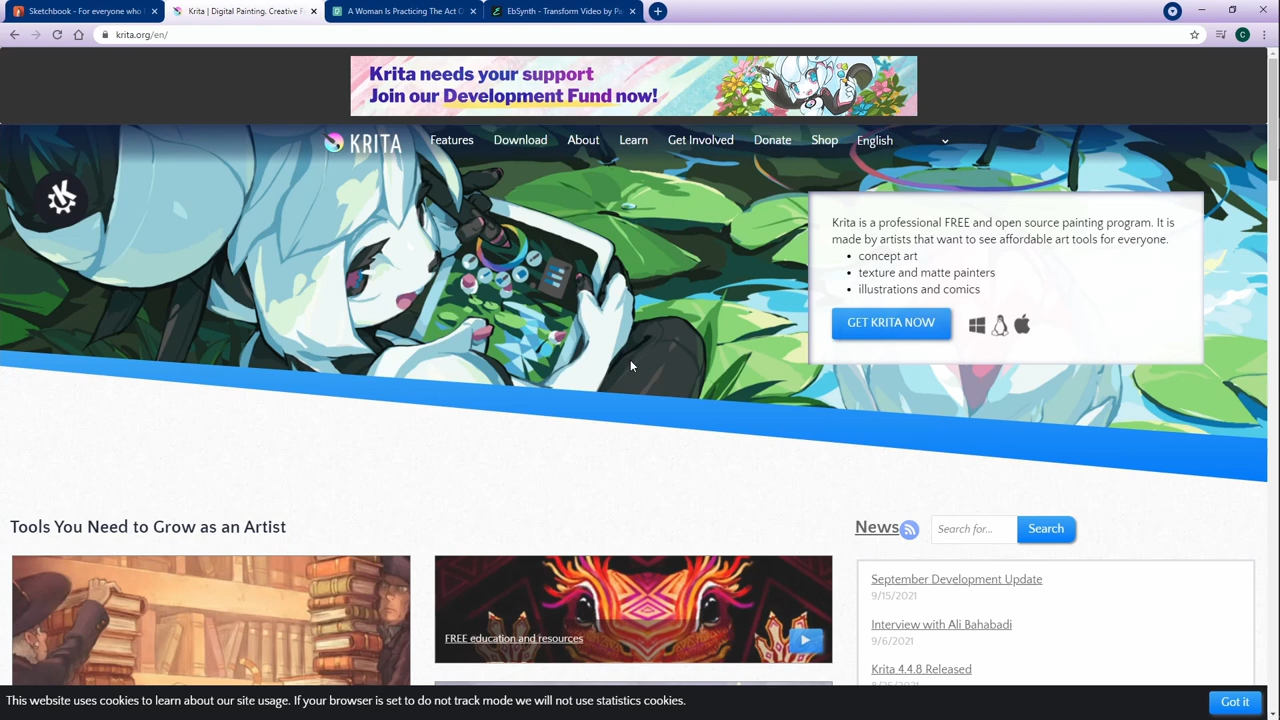 Sketchbook - For everyone who l
Krita | Digital Painting. Creative F
A Woman Is Practicing The Act O
EbSynth - Transform Video by Pa
krita.org/en/
C
Krita needs your support
Join our Development Fund now!
KRITA
Features
Download
About
Learn
Get Involved
Donate
Shop
English
Krita is a professional FREE and open source painting program. It is
made by artists that want to see affordable art tools for everyone.
concept art
texture and matte painters
illustrations and comics
GET KRITA NOW
Tools You Need to Grow as an Artist
News
Search for...
Search
September Development Update
9/15/2021
Interview with Ali Bahabadi
9/6/2021
FREE education and resources
Krita 4.4.8 Released
8/25/2021
This website uses cookies to learn about our site usage. If your browser is set to do not track mode we will not use statistics cookies.
Got it